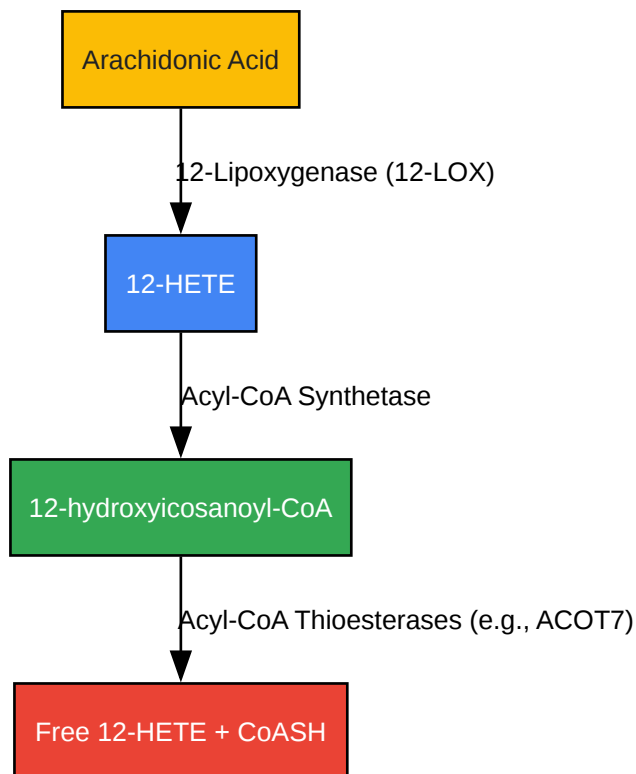 Arachidonic Acid
12-Lipoxygenase (12-LOX)
12-HETE
Acyl-CoA Synthetase
12-hydroxyicosanoyl-CoA
Acyl-CoA Thioesterases (e.g., ACOT7)
Free 12-HETE + CoASH